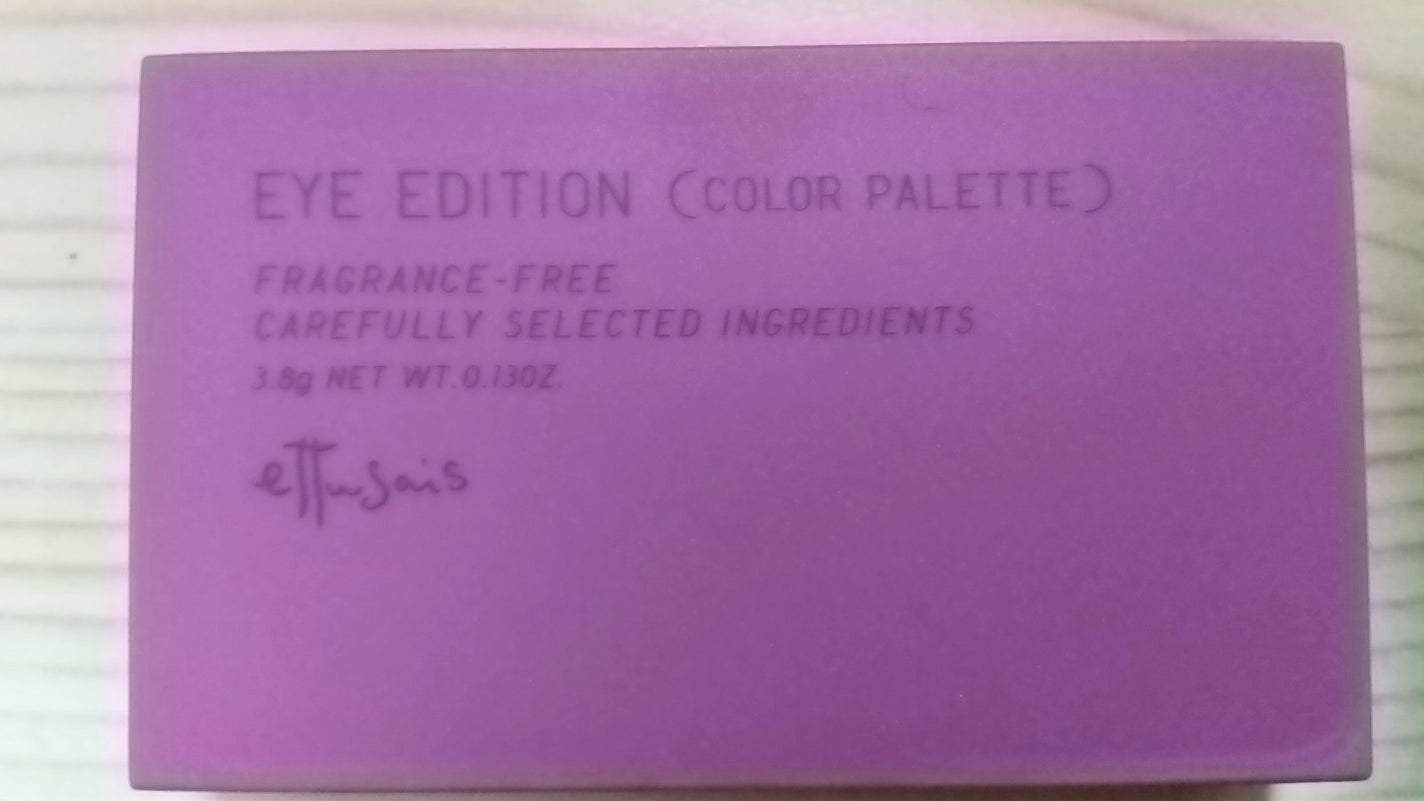 EYE EDITION (COLOR PALETTE)
FRAGRANCE-FREE
CAREFULLY SELECTED INGREDIENTS
3.8g NET WT.0.13OZ.
ettusais